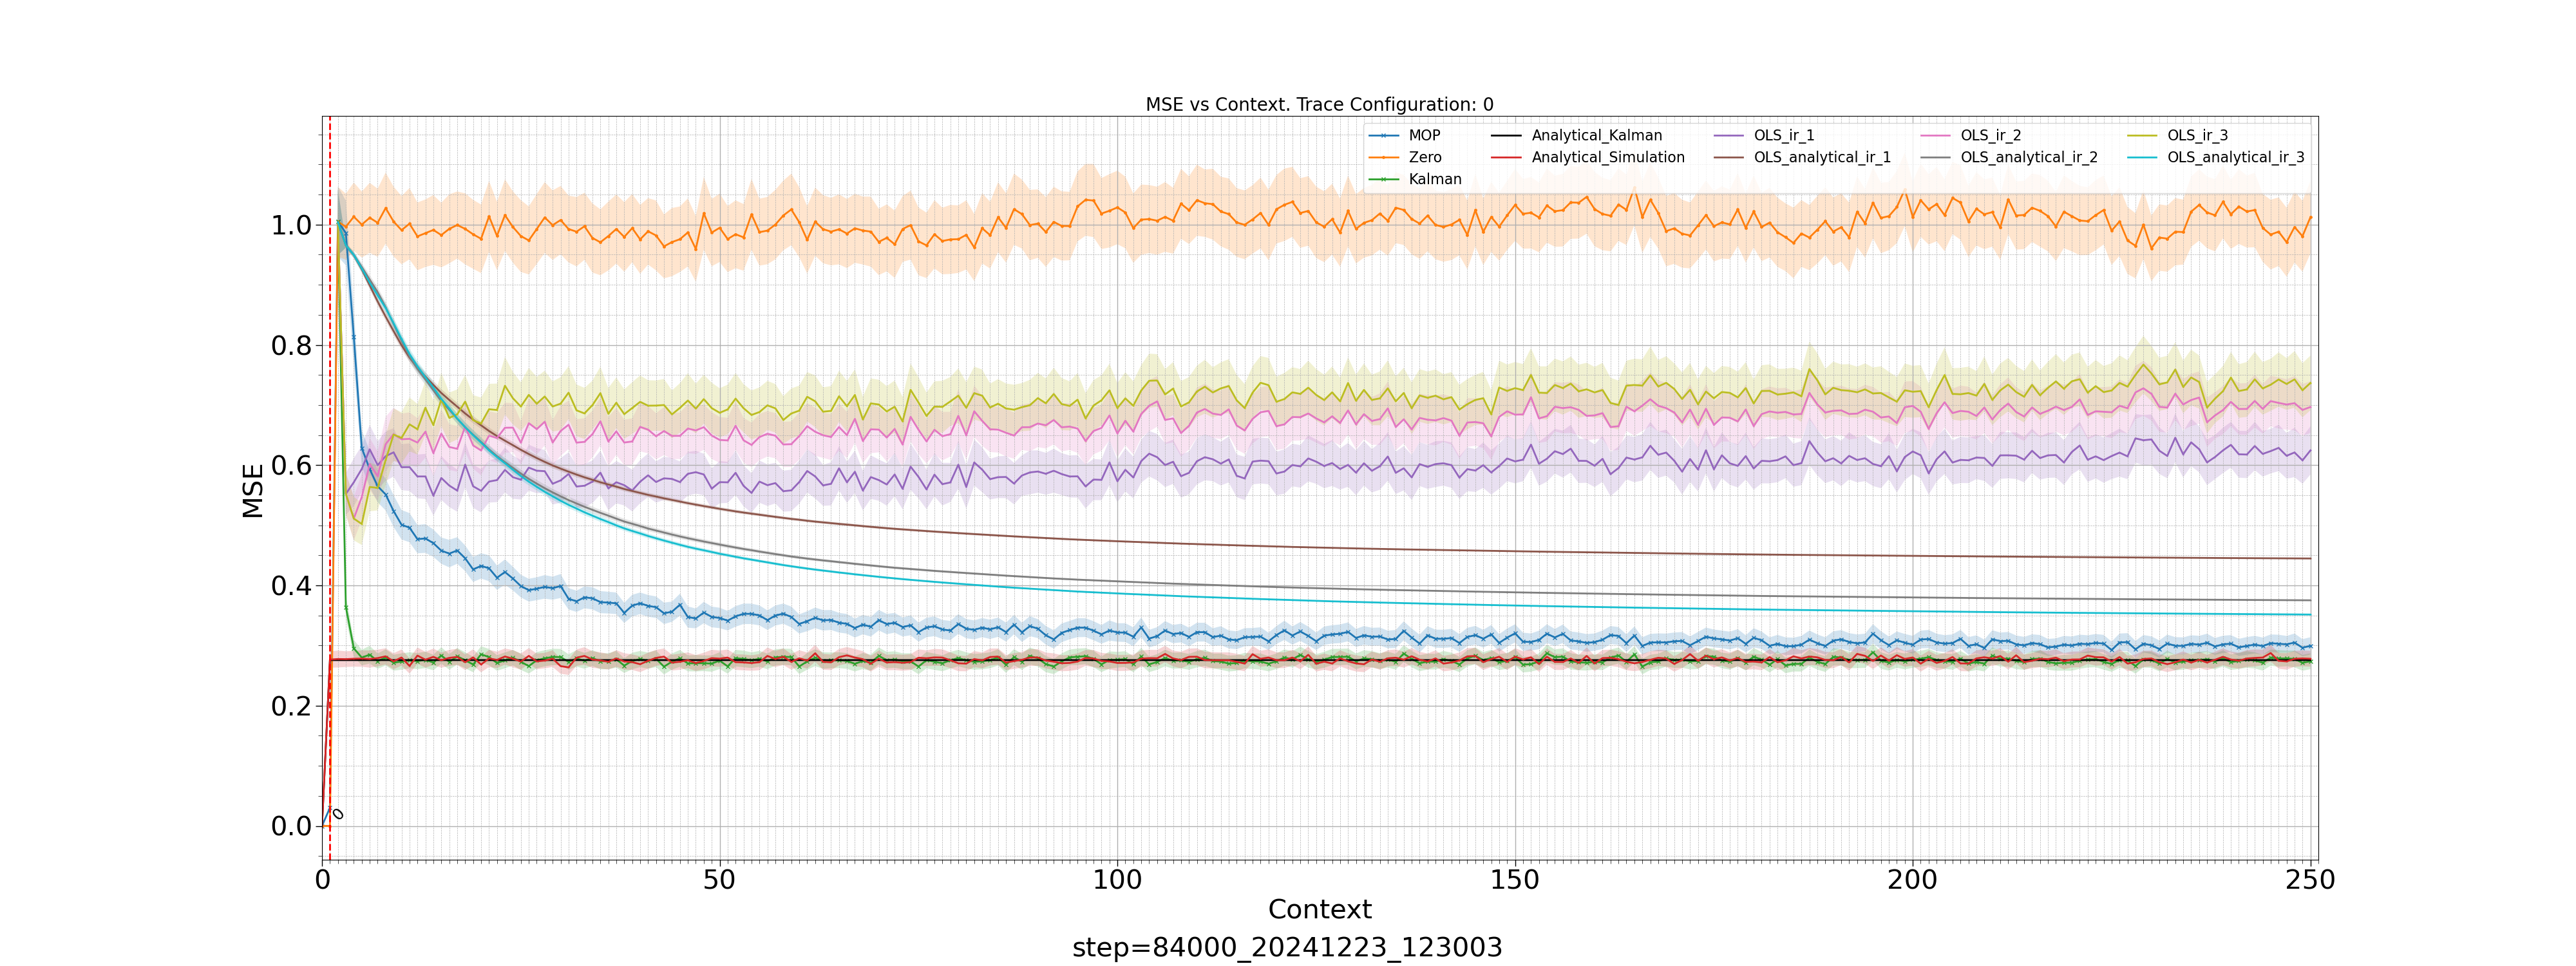 MSE vs Context. Trace Configuration: 0
MOP
Zero
Kalman
Analytical_Kalman
Analytical_Simulation
OLS_ir_1
OLS_analytical_ir_1
OLS_ir_2
OLS_analytical_ir_2
OLS_ir_3
OLS_analytical_ir_3
MSE
1.0
0.8
0.6
0.4
0.2
0.0
0
0
50
100
150
200
250
Context
step=84000_20241223_123003